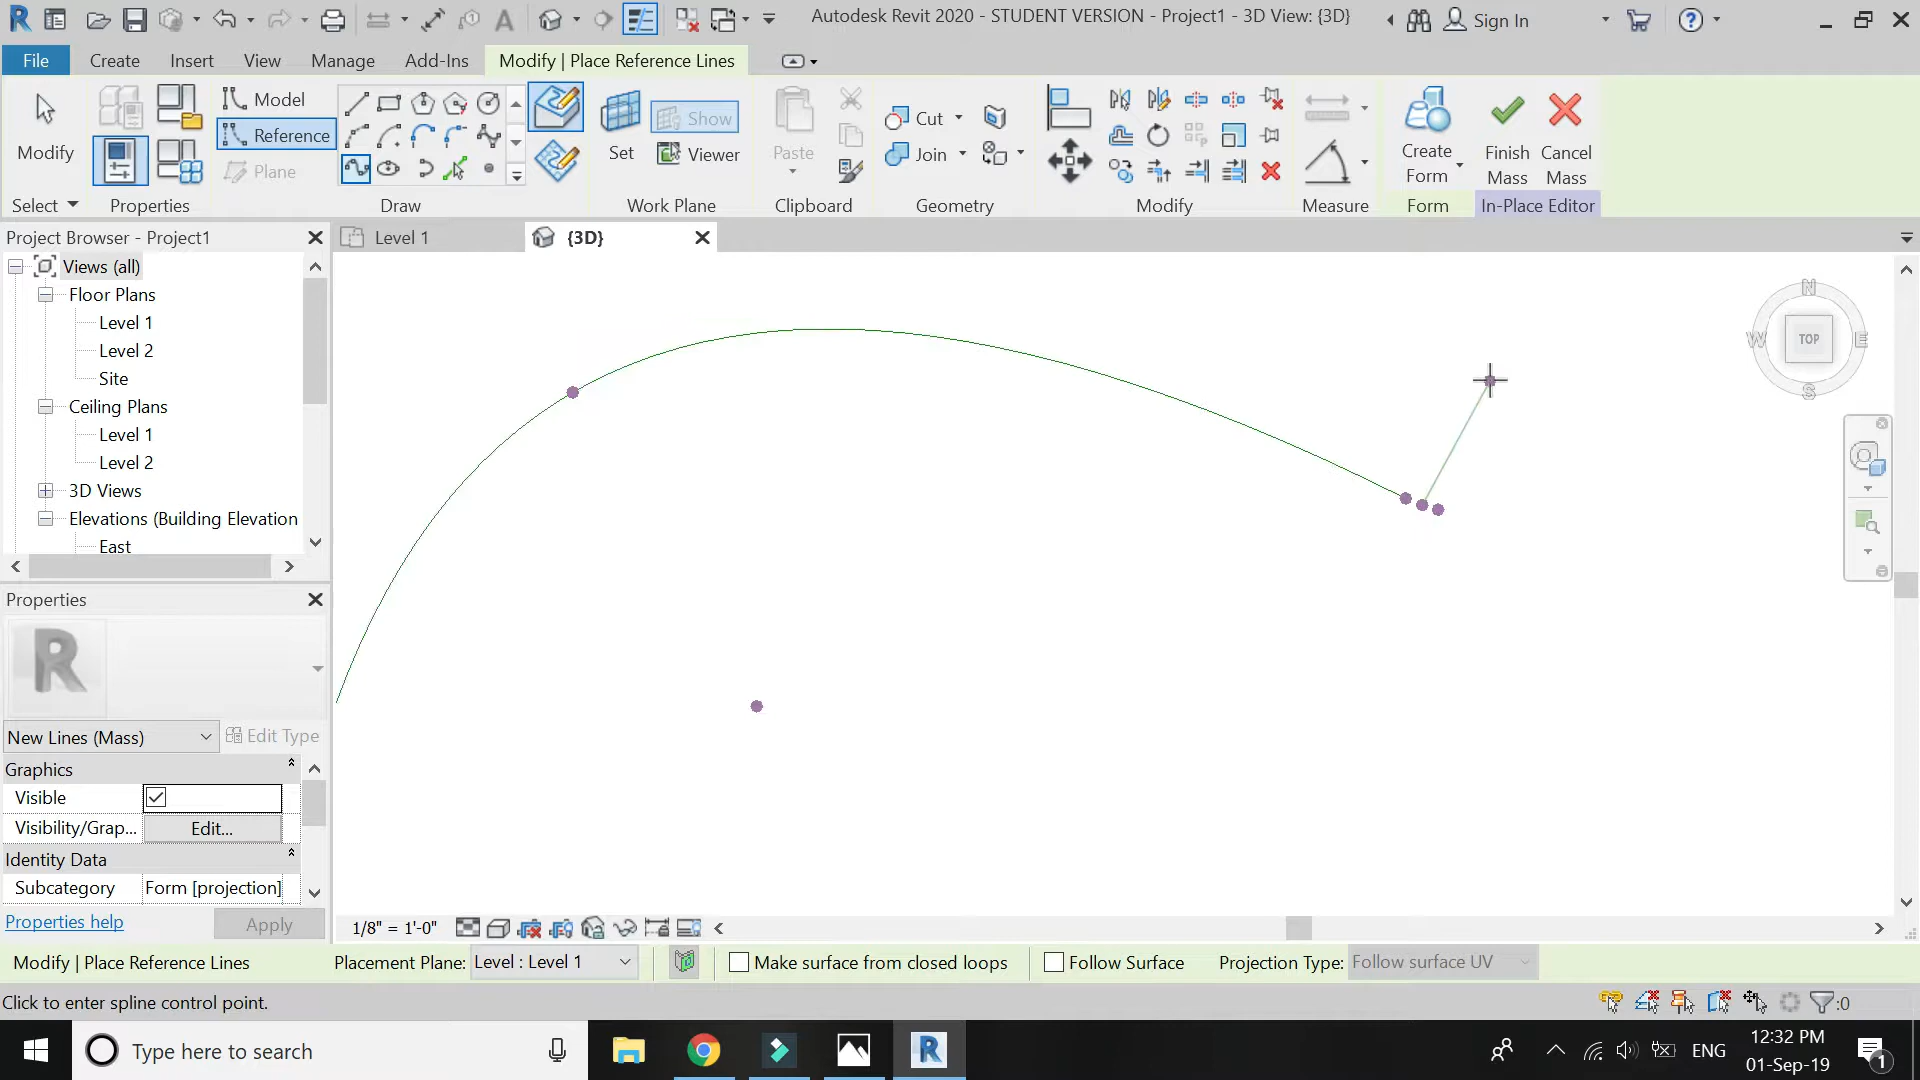 Autodesk Revit 2020 - STUDENT VERSION - Project1 - 3D View: {3D}
Sign In
File
Create
Insert
View
Manage
Add-Ins
Modify | Place Reference Lines
Modify
Model
Reference
Plane
Set
Show
Viewer
Paste
Cut
Join
Create Form
Finish Mass
Cancel Mass
Select
Properties
Draw
Work Plane
Clipboard
Geometry
Modify
Measure
Form
In-Place Editor
Project Browser - Project1
Level 1
{3D}
Views (all)
Floor Plans
Level 1
Level 2
Site
Ceiling Plans
Level 1
Level 2
3D Views
Elevations (Building Elevation
East
N
W
TOP
E
S
Properties
R
New Lines (Mass)
Edit Type
Graphics
Visible
Visibility/Grap...
Edit...
Identity Data
Subcategory
Form [projection]
Properties help
Apply
1/8" = 1'-0"
Modify | Place Reference Lines
Placement Plane:
Level : Level 1
Make surface from closed loops
Follow Surface
Projection Type:
Follow surface UV
Click to enter spline control point.
:0
Type here to search
ENG
12:32 PM
01-Sep-19
1